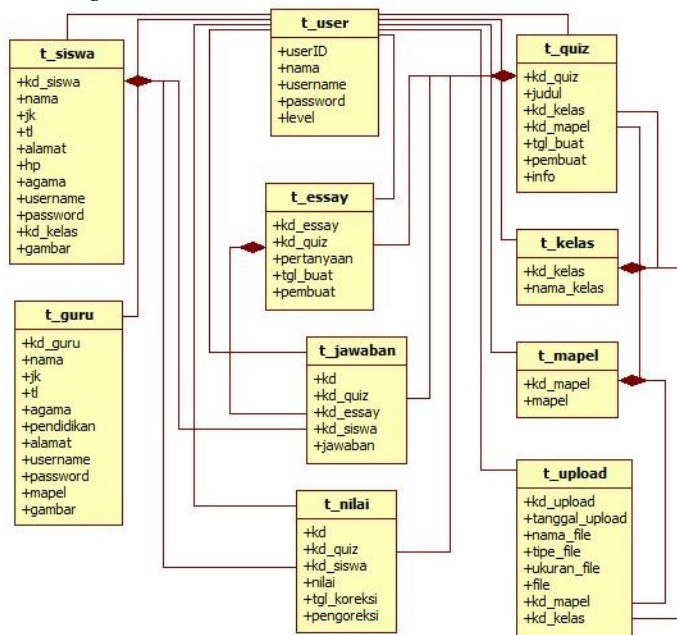 t_user
+userID
+nama
+username
+password
+level
t_siswa
+kd_siswa
+nama
+jk
+tl
+alamat
+hp
+agama
+username
+password
+kd_kelas
+gambar
t_quiz
+kd_quiz
+judul
+kd_kelas
+kd_mapel
+tgl_buat
+pembuat
+info
t_essay
+kd_essay
+kd_quiz
+pertanyaan
+tgl_buat
+pembuat
t_kelas
+kd_kelas
+nama_kelas
t_guru
+kd_guru
+nama
+jk
+tl
+agama
+pendidikan
+alamat
+username
+password
+mapel
+gambar
t_jawaban
+kd
+kd_quiz
+kd_essay
+kd_siswa
+jawaban
t_mapel
+kd_mapel
+mapel
t_nilai
+kd
+kd_quiz
+kd_siswa
+nilai
+tgl_koreksi
+pengoreksi
t_upload
+kd_upload
+tanggal_upload
+nama_file
+tipe_file
+ukuran_file
+file
+kd_mapel
+kd_kelas